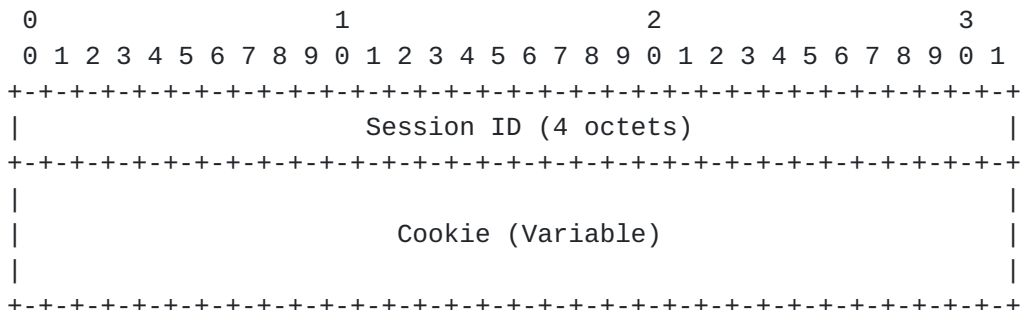 0                   1                   2                   3
0 1 2 3 4 5 6 7 8 9 0 1 2 3 4 5 6 7 8 9 0 1 2 3 4 5 6 7 8 9 0 1
+-+-+-+-+-+-+-+-+-+-+-+-+-+-+-+-+-+-+-+-+-+-+-+-+-+-+-+-+-+-+-+-+
|                      Session ID (4 octets)                    |
+-+-+-+-+-+-+-+-+-+-+-+-+-+-+-+-+-+-+-+-+-+-+-+-+-+-+-+-+-+-+-+-+
|                                                               |
|                        Cookie (Variable)                      |
|                                                               |
+-+-+-+-+-+-+-+-+-+-+-+-+-+-+-+-+-+-+-+-+-+-+-+-+-+-+-+-+-+-+-+-+